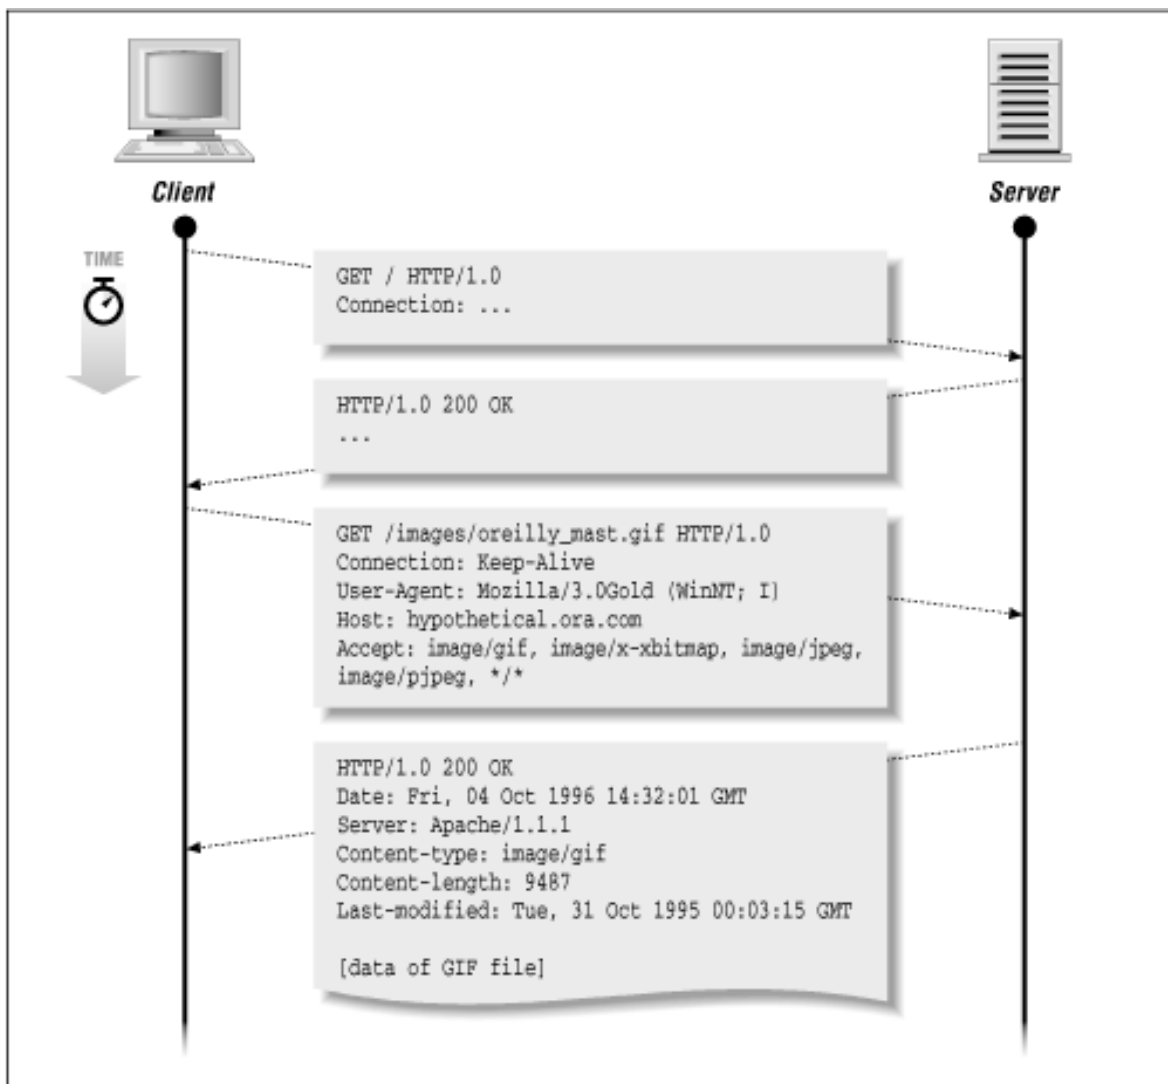 Client
Server
TIME
GET / HTTP/1.0
Connection: ...
HTTP/1.0 200 OK
...
GET /images/oreilly_mast.gif HTTP/1.0
Connection: Keep-Alive
User-Agent: Mozilla/3.0Gold (WinNT; I)
Host: hypothetical.ora.com
Accept: image/gif, image/x-xbitmap, image/jpeg,
image/pjpeg, */*
HTTP/1.0 200 OK
Date: Fri, 04 Oct 1996 14:32:01 GMT
Server: Apache/1.1.1
Content-type: image/gif
Content-length: 9487
Last-modified: Tue, 31 Oct 1995 00:03:15 GMT
[data of GIF file]